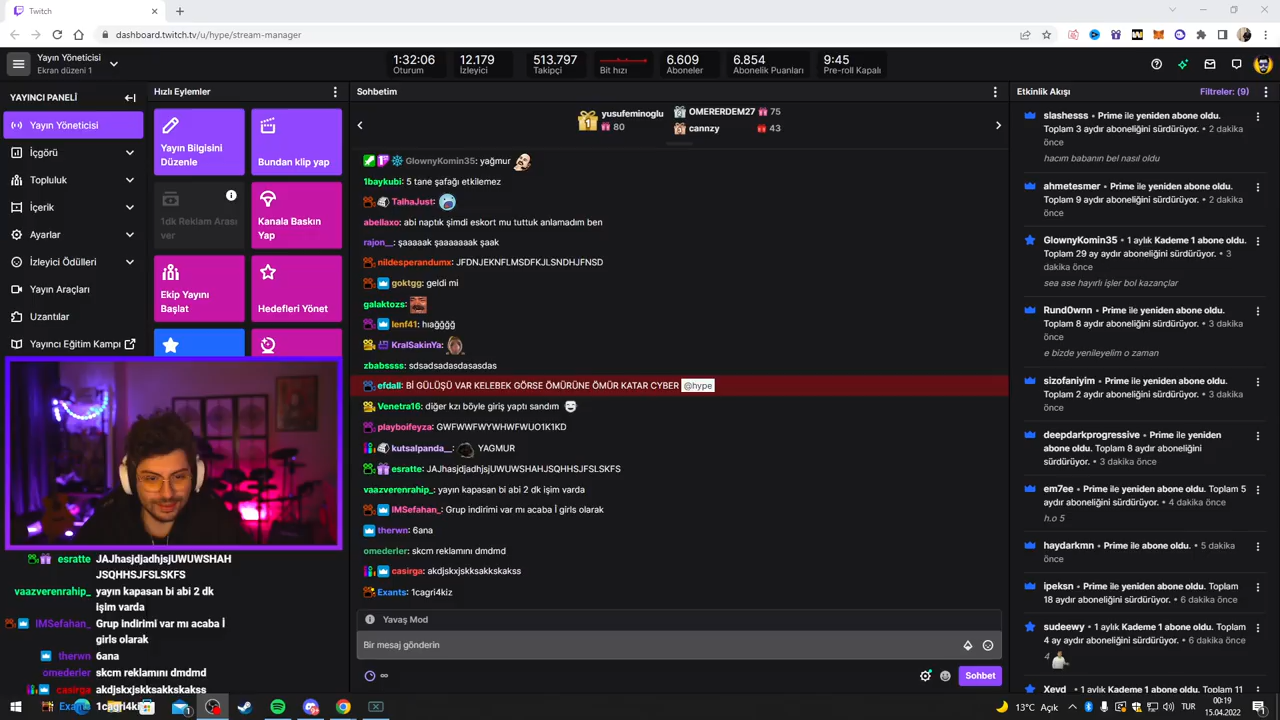 Twitch
dashboard.twitch.tv/u/hype/stream-manager
Yayın Yöneticisi
Ekran düzeni 1
1:32:06
Oturum
12.179
İzleyici
513.797
Takipçi
Bit hızı
6.609
Aboneler
6.854
Abonelik Puanları
9:45
Pre-roll Kapalı
YAYINCI PANELİ
Yayın Yöneticisi
İçgörü
Topluluk
İçerik
Ayarlar
İzleyici Ödülleri
Yayın Araçları
Uzantılar
Yayıncı Eğitim Kampı
Hızlı Eylemler
Yayın Bilgisini
Düzenle
Bundan klip yap
1dk Reklam Arası
ver
Kanala Baskın
Yap
Ekip Yayını
Başlat
Hedefleri Yönet
Sohbetim
1
yusufeminoglu
80
2
OMERERDEM27 75
3
cannzy 43
GlownyKomin35: yağmur
1baykubi: 5 tane şafağı etkilemez
TalhaJust:
abellaxo: abi naptık şimdi eskort mu tuttuk anlamadım ben
rajon__: şaaaaak şaaaaaaak şaak
nildesperandumx: JFDNJEKNFLMSDFKJLSNDHJFNSD
goktgg: geldi mi
galaktozs:
lenf41: hıağğğğ
KralSakinYa:
zbabssss: sdsadsadasdasasdas
efdall: Bİ GÜLÜŞÜ VAR KELEBEK GÖRSE ÖMÜRÜNE ÖMÜR KATAR CYBER @hype
Venetra16: diğer kzı böyle giriş yaptı sandım
playboifeyza: GWFWWFWYWHWFWUO1K1KD
kutsalpanda__: YAGMUR
esratte: JAJhasjdjadhjsjUWUWSHAHJSQHHSJFSLSKFS
vaazverenrahip_: yayın kapasan bi abi 2 dk işim varda
IMSefahan_: Grup indirimi var mı acaba İ girls olarak
therwn: 6ana
omederler: skcm reklamını dmdmd
casirga: akdjskxjskksakkskakss
Exants: 1cagri4kiz
Yavaş Mod
Bir mesaj gönderin
∞
Sohbet
Etkinlik Akışı
Filtreler: (9)
slashesss • Prime ile yeniden abone oldu.
Toplam 3 aydır aboneliğini sürdürüyor. • 2 dakika
önce
hacım babanın bel nasıl oldu
ahmetesmer • Prime ile yeniden abone oldu.
Toplam 9 aydır aboneliğini sürdürüyor. • 2 dakika
önce
GlownyKomin35 • 1 aylık Kademe 1 abone oldu.
Toplam 29 ay aydır aboneliğini sürdürüyor. • 3
dakika önce
sea ase hayırlı işler bol kazançlar
Rund0wnn • Prime ile yeniden abone oldu.
Toplam 8 aydır aboneliğini sürdürüyor. • 3 dakika
önce
e bizde yenileyelim o zaman
sizofaniyim • Prime ile yeniden abone oldu.
Toplam 2 aydır aboneliğini sürdürüyor. • 3 dakika
önce
deepdarkprogressive • Prime ile yeniden
abone oldu. Toplam 8 aydır aboneliğini
sürdürüyor. • 3 dakika önce
em7ee • Prime ile yeniden abone oldu. Toplam 5
aydır aboneliğini sürdürüyor. • 4 dakika önce
h.o 5
haydarkmn • Prime ile abone oldu. • 5 dakika
önce
ipeksn • Prime ile yeniden abone oldu. Toplam
18 aydır aboneliğini sürdürüyor. • 6 dakika önce
sudeewy • 1 aylık Kademe 1 abone oldu. Toplam
4 ay aydır aboneliğini sürdürüyor. • 6 dakika önce
4
Xeyd • 1 aylık Kademe 1 abone oldu. Toplam 11
esratte JAJhasjdjadhjsjUWUWSHAH
JSQHHSJFSLSKFS
vaazverenrahip_ yayın kapasan bi abi 2 dk
işim varda
IMSefahan_ Grup indirimi var mı acaba İ
girls olarak
therwn 6ana
omederler skcm reklamını dmdmd
casirga akdjskxjskksakkskakss
Exants 1cagri4kiz
13°C Açık
TUR
00:19
15.04.2022